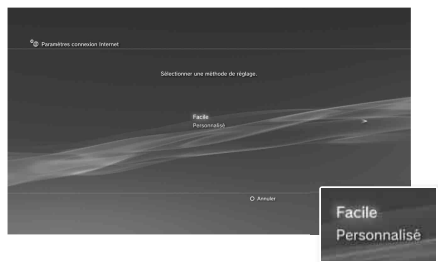 Paramètres connexion Internet
Sélectionner une méthode de réglage.
Facile
Personnalisé
Annuler
Facile
Personnalisé